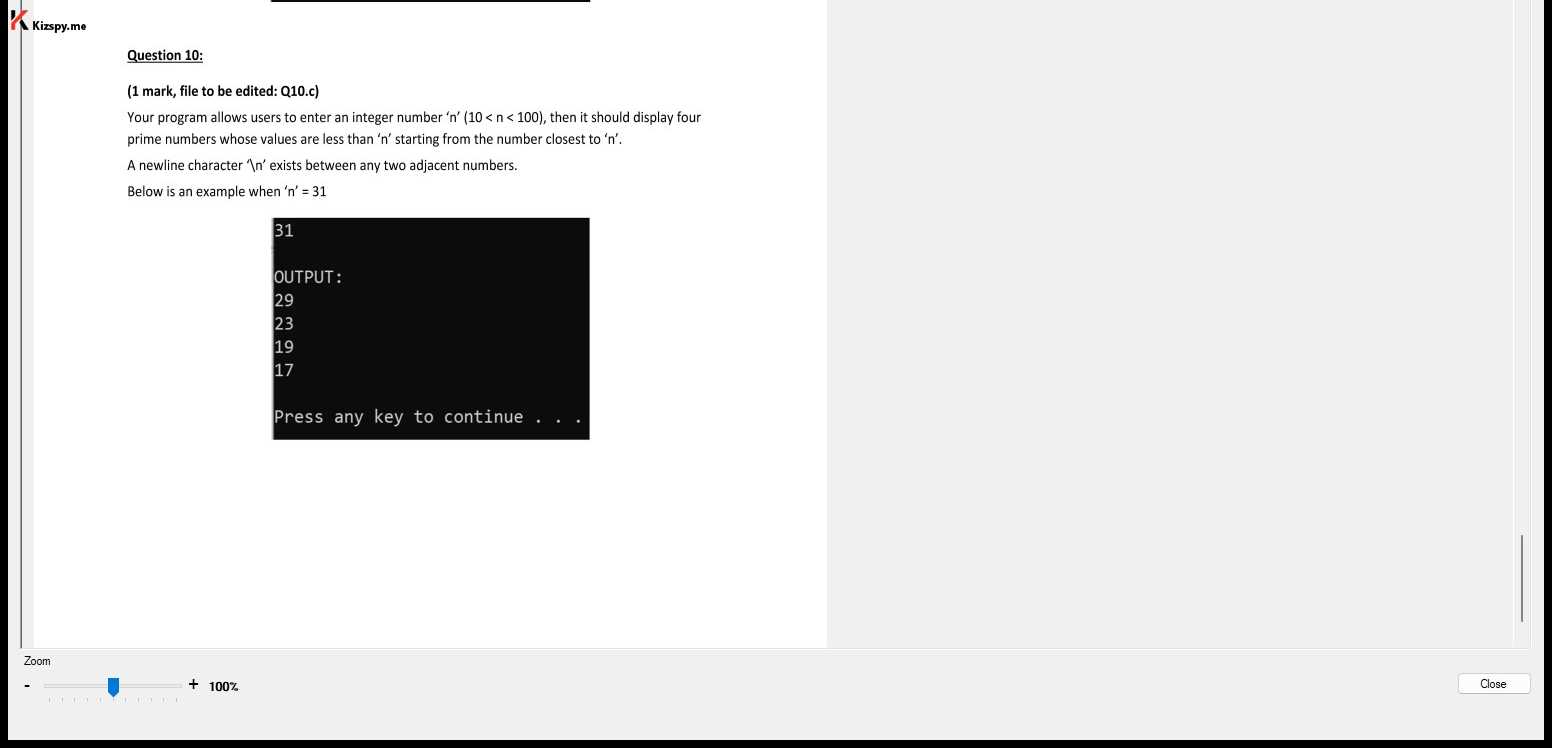 Kizspy.me
Question 10:
(1 mark, file to be edited: Q10.c)
Your program allows users to enter an integer number ‘n’ (10 < n < 100), then it should display four
prime numbers whose values are less than ‘n’ starting from the number closest to ‘n’.
A newline character ‘\n’ exists between any two adjacent numbers.
Below is an example when ‘n’ = 31
31
OUTPUT:
29
23
19
17
Press any key to continue . . .
Zoom
- + 100%
Close